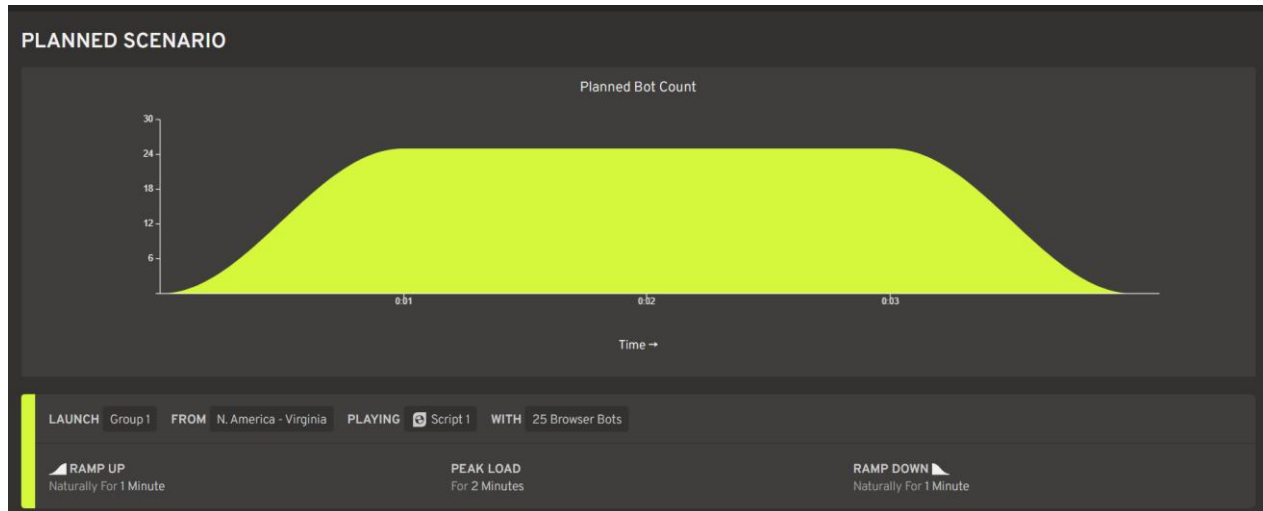 PLANNED SCENARIO
Planned Bot Count
30
24
18
12
6
0:01 0:02 0:03
Time →
LAUNCH Group 1 FROM N. America - Virginia PLAYING Script 1 WITH 25 Browser Bots
RAMP UP PEAK LOAD RAMP DOWN
Naturally For 1 Minute For 2 Minutes Naturally For 1 Minute